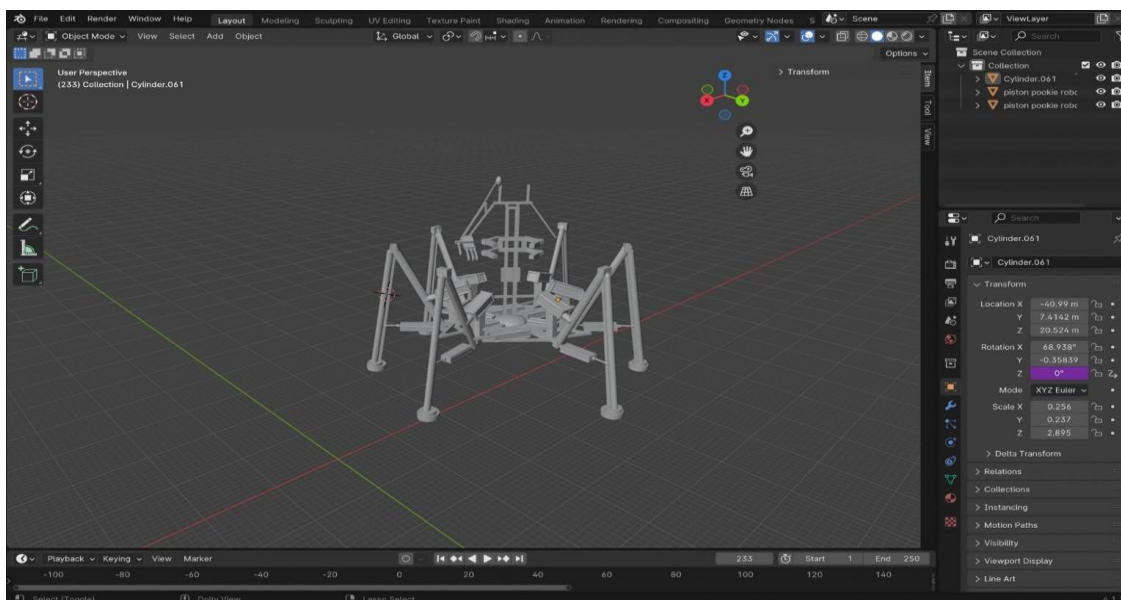 File Edit Render Window Help Layout Modeling Sculpting UV Editing Texture Paint Shading Animation Rendering Compositing Geometry Nodes S Scene ViewLayer
Object Mode View Select Add Object Global Search
Options
User Perspective
(233) Collection | Cylinder.061
Transform
Item
Tool
View
X
Y
Z
Scene Collection
Collection
Cylinder.061
piston pookie robc
piston pookie robc
Search
Cylinder.061
Cylinder.061
Transform
Location X -40.99 m
Y 7.4142 m
Z 20.524 m
Rotation X 68.938°
Y -0.35839
Z 0°
Mode XYZ Euler
Scale X 0.256
Y 0.237
Z 2.895
Delta Transform
Relations
Collections
Instancing
Motion Paths
Visibility
Viewport Display
Line Art
Playback Keying View Marker 233 Start 1 End 250
-100 -80 -60 -40 -20 0 20 40 60 80 100 120 140
Select (Toggle) Dolly View Lasso Select